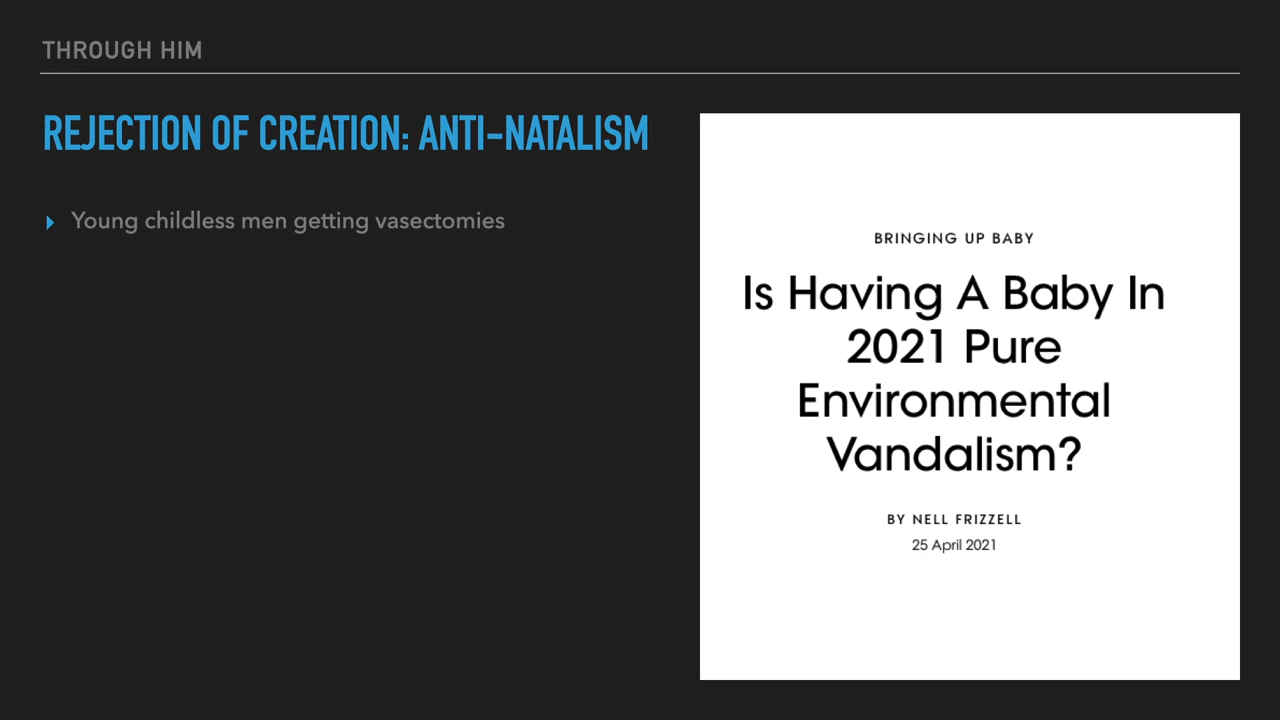 THROUGH HIM
REJECTION OF CREATION: ANTI-NATALISM
Young childless men getting vasectomies
BRINGING UP BABY
Is Having A Baby In
2021 Pure
Environmental
Vandalism?
BY NELL FRIZZELL
25 April 2021